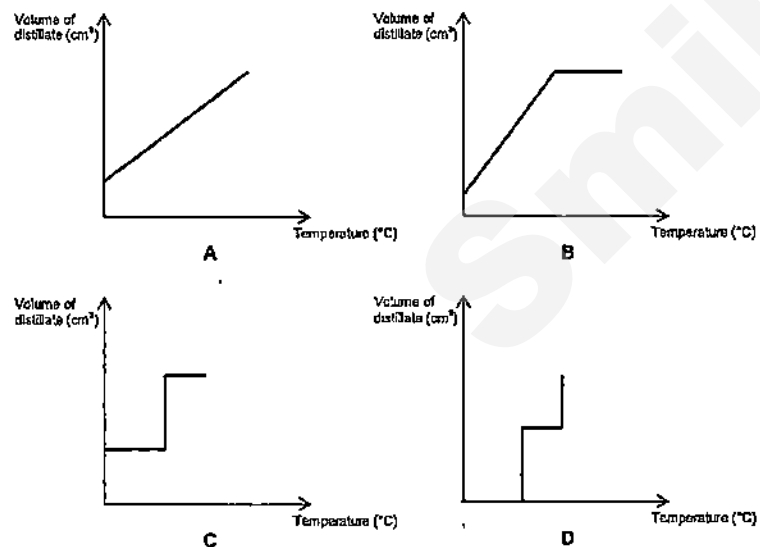 Volume of
distillate (cm³)
Temperature (°C)
A
Volume of
distillate (cm³)
Temperature (°C)
B
Volume of
distillate (cm³)
Temperature (°C)
C
Volume of
distillate (cm³)
Temperature (°C)
D